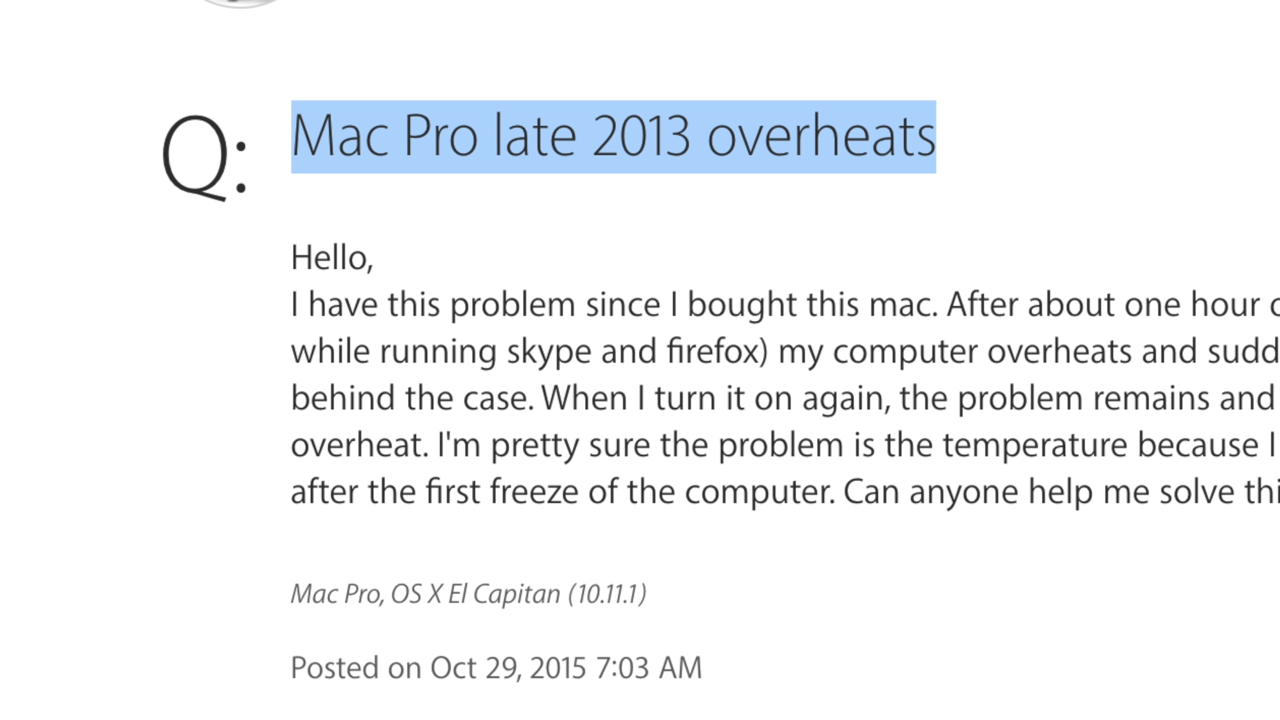 Q:
Mac Pro late 2013 overheats
Hello,
I have this problem since I bought this mac. After about one hour
while running skype and firefox) my computer overheats and sudd
behind the case. When I turn it on again, the problem remains and
overheat. I'm pretty sure the problem is the temperature because I
after the first freeze of the computer. Can anyone help me solve thi
Mac Pro, OS X El Capitan (10.11.1)
Posted on Oct 29, 2015 7:03 AM